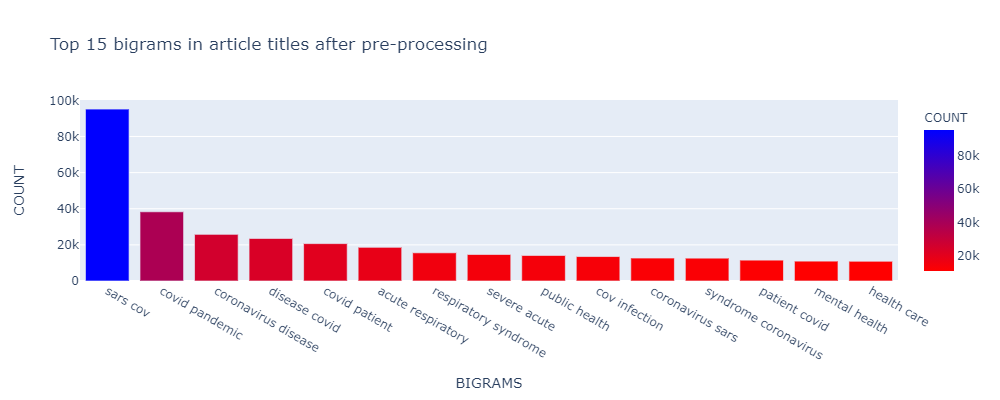 Top 15 bigrams in article titles after pre-processing
COUNT
100k
80k
60k
40k
20k
0
sars cov
covid pandemic
coronavirus disease
disease covid
covid patient
acute respiratory
respiratory syndrome
severe acute
public health
cov infection
coronavirus sars
syndrome coronavirus
patient covid
mental health
health care
BIGRAMS
COUNT
80k
60k
40k
20k